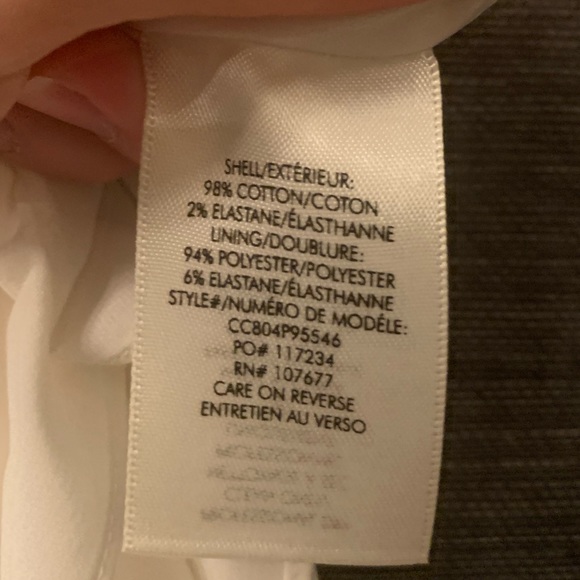 SHELL/EXTÉRIEUR:
98% COTTON/COTON
2% ELASTANE/ÉLASTHANNE
LINING/DOUBLURE:
94% POLYESTER/POLYESTER
6% ELASTANE/ÉLASTHANNE
STYLE#/NUMÉRO DE MODÉLE:
CC804P95546
PO# 117234
RN# 107677
CARE ON REVERSE
ENTRETIEN AU VERSO